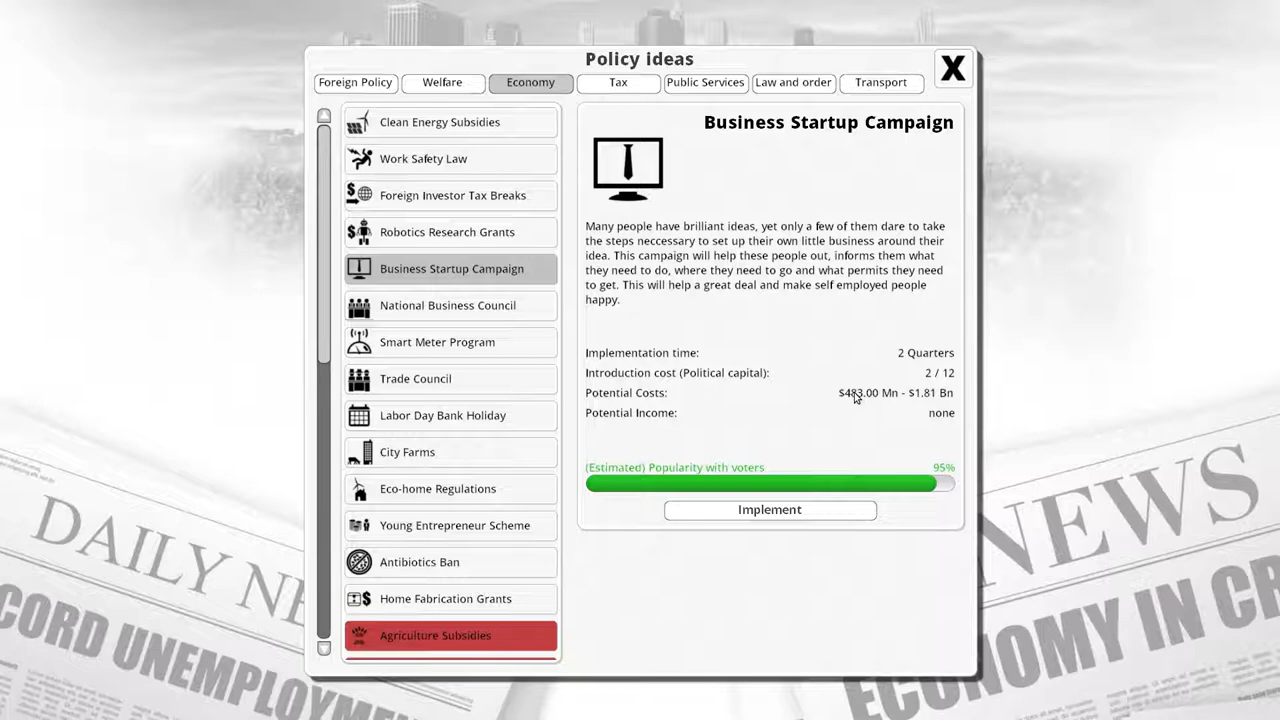 Policy ideas
X
Foreign Policy
Welfare
Economy
Tax
Public Services
Law and order
Transport
Clean Energy Subsidies
Work Safety Law
Foreign Investor Tax Breaks
Robotics Research Grants
Business Startup Campaign
National Business Council
Smart Meter Program
Trade Council
Labor Day Bank Holiday
City Farms
Eco-home Regulations
Young Entrepreneur Scheme
Antibiotics Ban
Home Fabrication Grants
Agriculture Subsidies
Business Startup Campaign
Many people have brilliant ideas, yet only a few of them dare to take
the steps neccessary to set up their own little business around their
idea. This campaign will help these people out, informs them what
they need to do, where they need to go and what permits they need
to get. This will help a great deal and make self employed people
happy.
Implementation time: 2 Quarters
Introduction cost (Political capital): 2 / 12
Potential Costs: $483.00 Mn - $1.81 Bn
Potential Income: none
(Estimated) Popularity with voters 95%
Implement
DAILY NE
NEWS
CORD UNEMPLOYM
ECONOMY IN CR